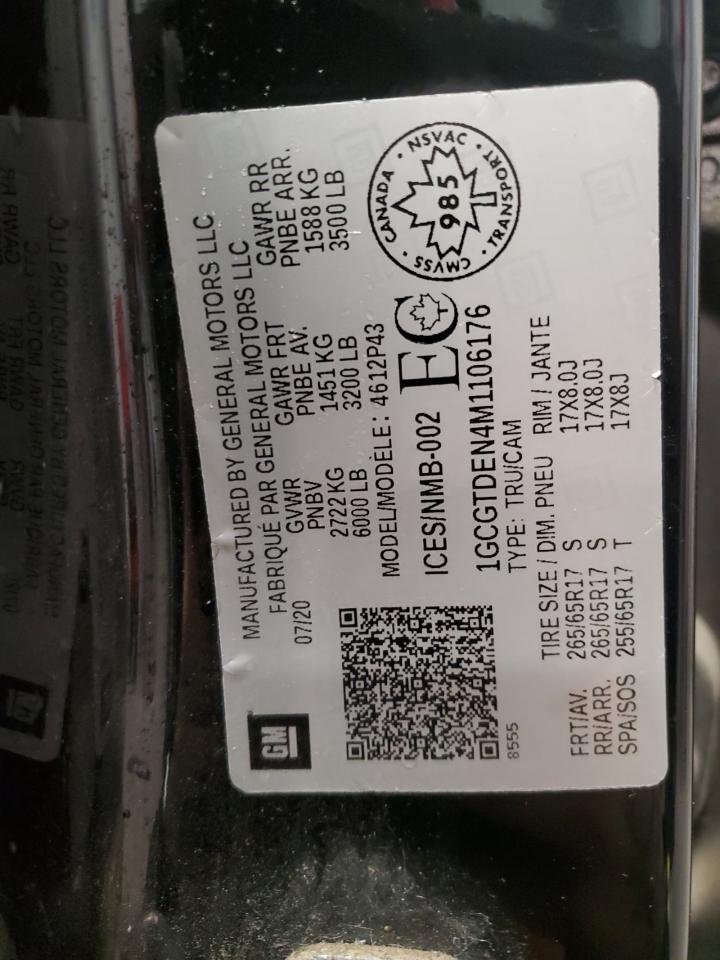 MANUFACTURED BY GENERAL MOTORS LLC
FABRIQUÉ PAR GENERAL MOTORS LLC
07/20 GVWR GAWR FRT GAWR RR
PNBV PNBE AV. PNBE ARR.
2722 KG 1451 KG 1588 KG
6000 LB 3200 LB 3500 LB
MODEL/MODÈLE: 4612P43
ICES/NMB-002 EC
CANADA · NSVAC · TRANSPORT · CMVSS ·
985
1GCGTDEN4M1106176
TYPE: TRU/CAM
TIRE SIZE / DIM. PNEU RIM / JANTE
FRT/AV. 265/65R17 S 17X8.0J
RR/ARR. 265/65R17 S 17X8.0J
SPA/SOS 255/65R17 T 17X8J
GM
8555